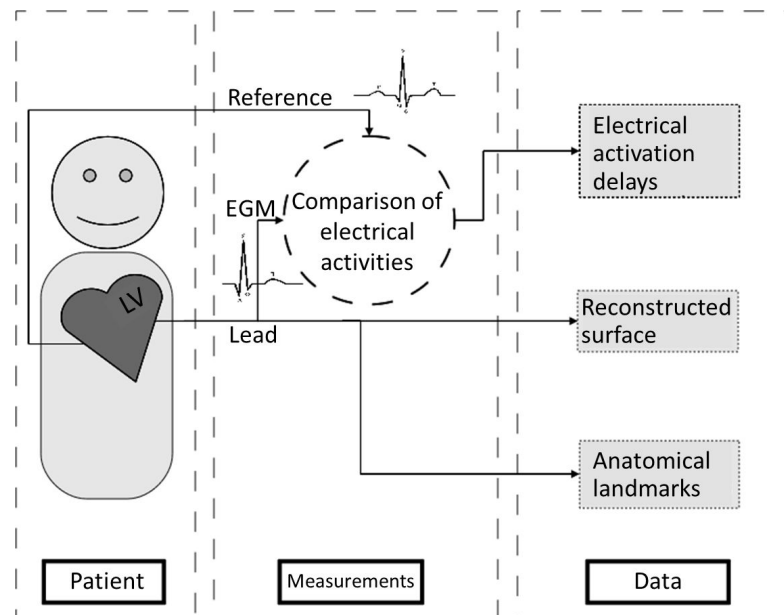 Reference
EGM
Comparison of
electrical
activities
LV
Lead
Electrical
activation
delays
Reconstructed
surface
Anatomical
landmarks
Patient
Measurements
Data